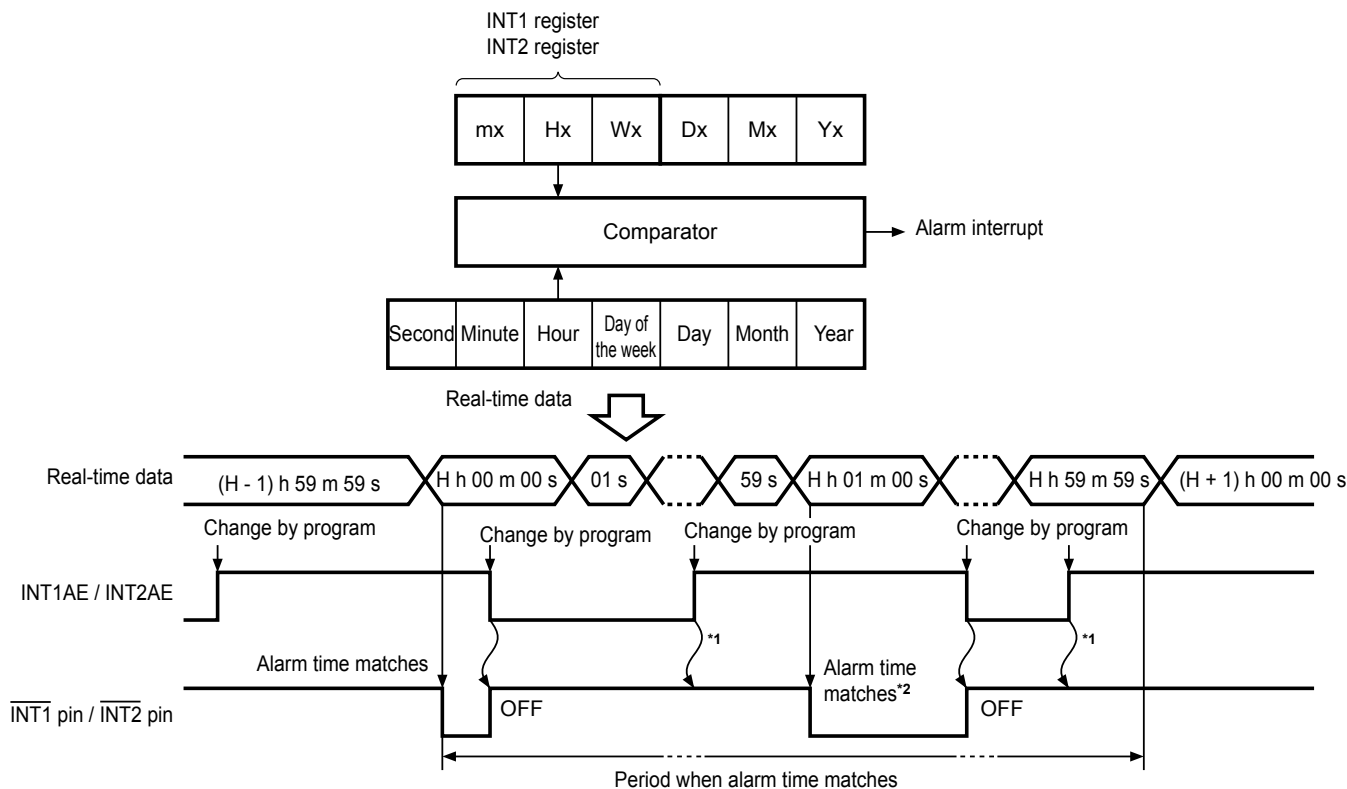 INT1 register
INT2 register
mx Hx Wx Dx Mx Yx
Comparator
Alarm interrupt
Second Minute Hour Day of the week Day Month Year
Real-time data
Real-time data
(H - 1) h 59 m 59 s
H h 00 m 00 s
01 s
59 s
H h 01 m 00 s
H h 59 m 59 s
(H + 1) h 00 m 00 s
Change by program
Change by program
Change by program
Change by program
INT1AE / INT2AE
*1
*1
Alarm time matches
Alarm time
matches*2
INT1 pin / INT2 pin
OFF
OFF
Period when alarm time matches